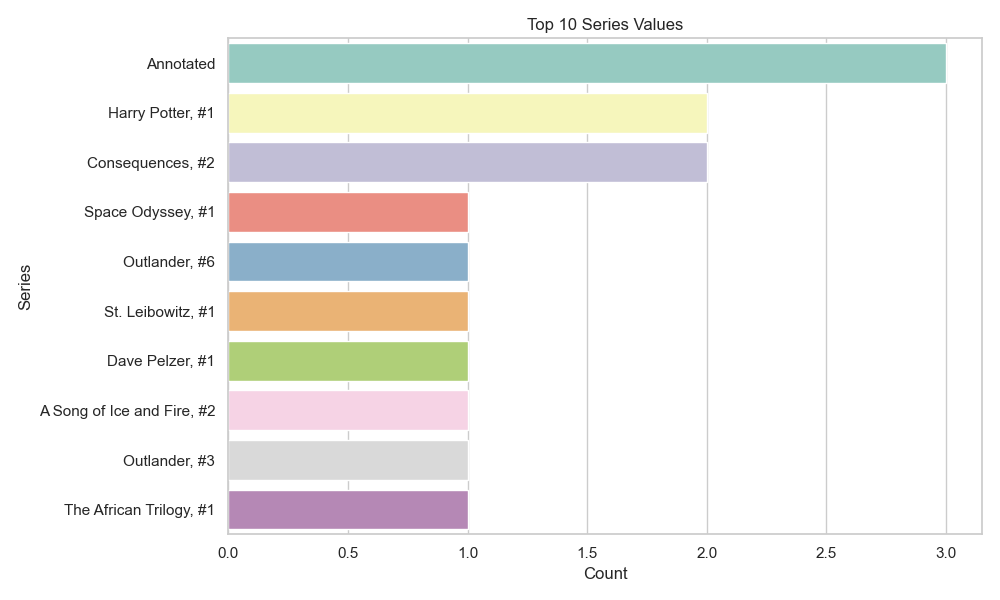 Top 10 Series Values
Series
Annotated
Harry Potter, #1
Consequences, #2
Space Odyssey, #1
Outlander, #6
St. Leibowitz, #1
Dave Pelzer, #1
A Song of Ice and Fire, #2
Outlander, #3
The African Trilogy, #1
0.0 0.5 1.0 1.5 2.0 2.5 3.0
Count